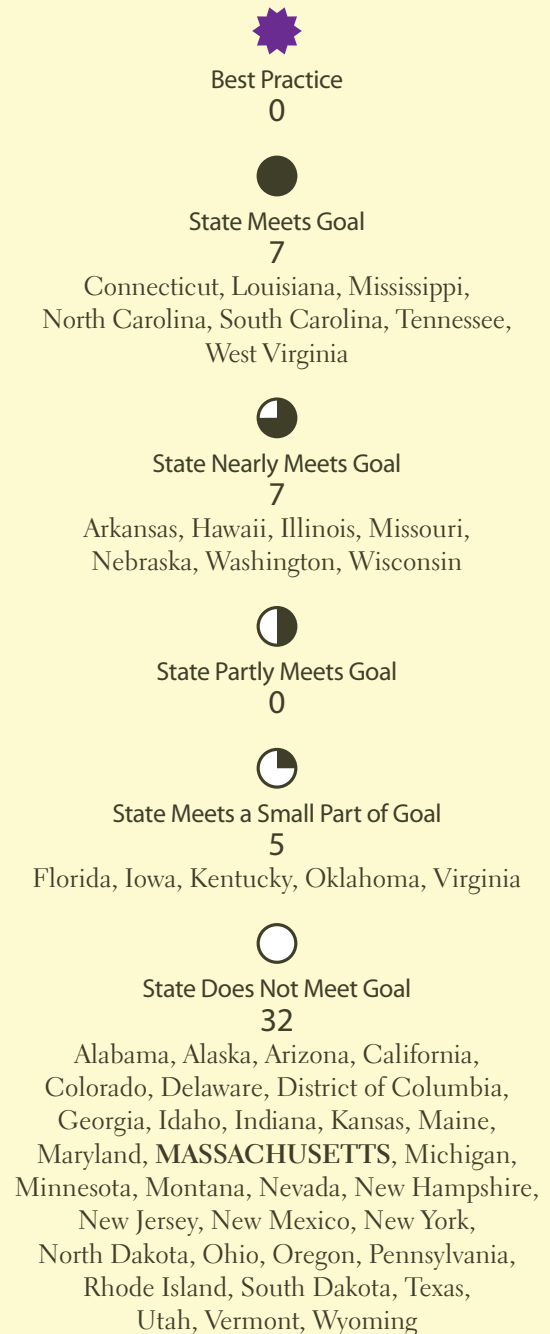 Best Practice
0
State Meets Goal
7
Connecticut, Louisiana, Mississippi,
North Carolina, South Carolina, Tennessee,
West Virginia
State Nearly Meets Goal
7
Arkansas, Hawaii, Illinois, Missouri,
Nebraska, Washington, Wisconsin
State Partly Meets Goal
0
State Meets a Small Part of Goal
5
Florida, Iowa, Kentucky, Oklahoma, Virginia
State Does Not Meet Goal
32
Alabama, Alaska, Arizona, California,
Colorado, Delaware, District of Columbia,
Georgia, Idaho, Indiana, Kansas, Maine,
Maryland, MASSACHUSETTS, Michigan,
Minnesota, Montana, Nevada, New Hampshire,
New Jersey, New Mexico, New York,
North Dakota, Ohio, Oregon, Pennsylvania,
Rhode Island, South Dakota, Texas,
Utah, Vermont, Wyoming